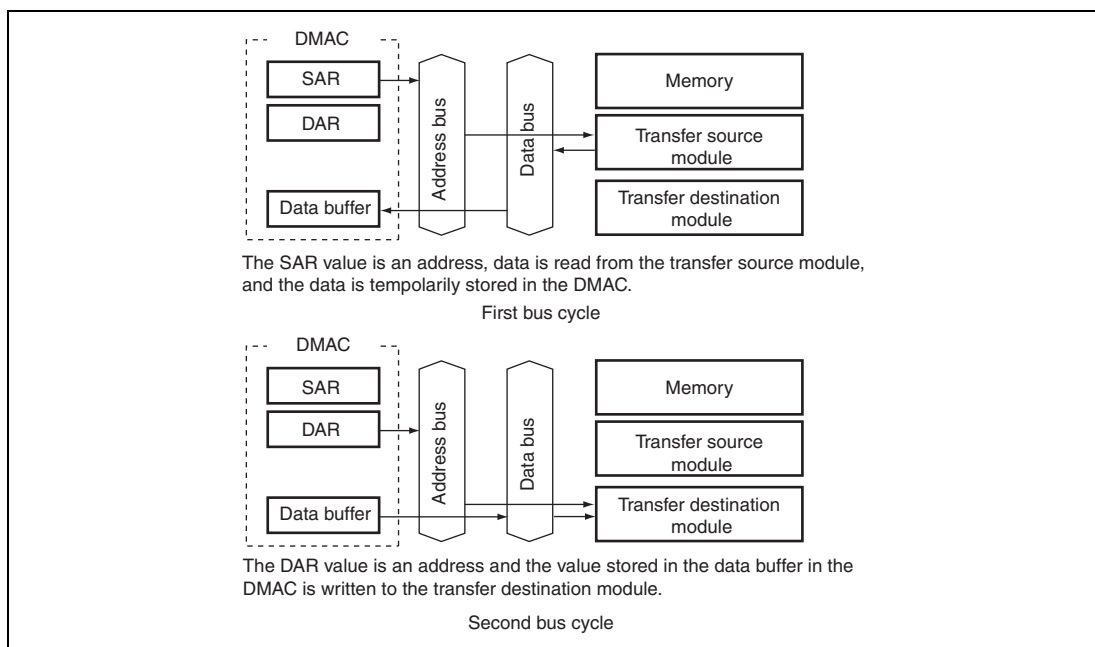 DMAC
SAR
DAR
Data buffer
Address bus
Data bus
Memory
Transfer source
module
Transfer destination
module
The SAR value is an address, data is read from the transfer source module,
and the data is tempolarily stored in the DMAC.
First bus cycle
DMAC
SAR
DAR
Data buffer
Address bus
Data bus
Memory
Transfer source
module
Transfer destination
module
The DAR value is an address and the value stored in the data buffer in the
DMAC is written to the transfer destination module.
Second bus cycle